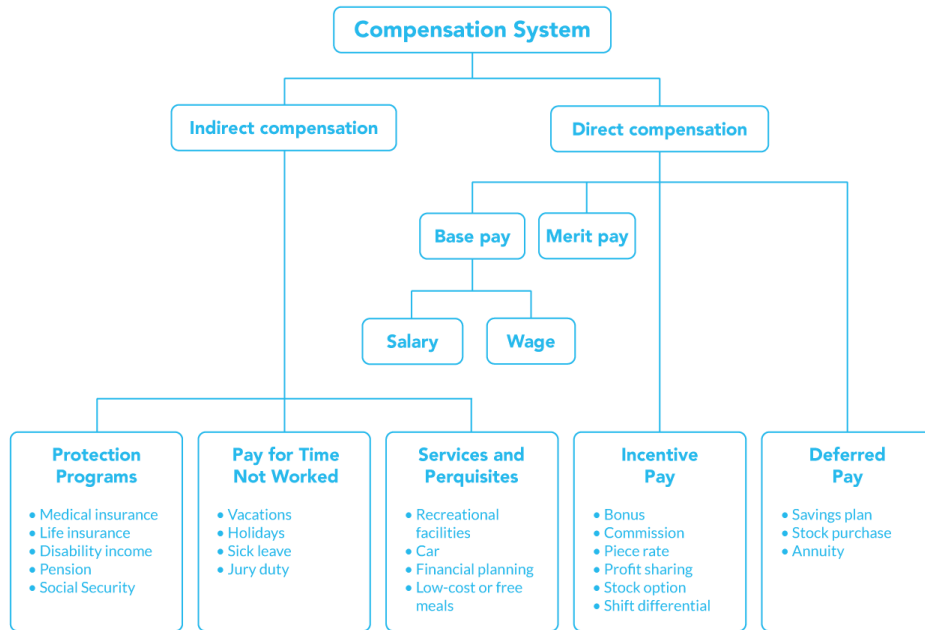 Compensation System
Indirect compensation
Direct compensation
Base pay
Merit pay
Salary
Wage
Protection
Programs
• Medical insurance
• Life insurance
• Disability income
• Pension
• Social Security
Pay for Time
Not Worked
• Vacations
• Holidays
• Sick leave
• Jury duty
Services and
Perquisites
• Recreational
facilities
• Car
• Financial planning
• Low-cost or free
meals
Incentive
Pay
• Bonus
• Commission
• Piece rate
• Profit sharing
• Stock option
• Shift differential
Deferred
Pay
• Savings plan
• Stock purchase
• Annuity